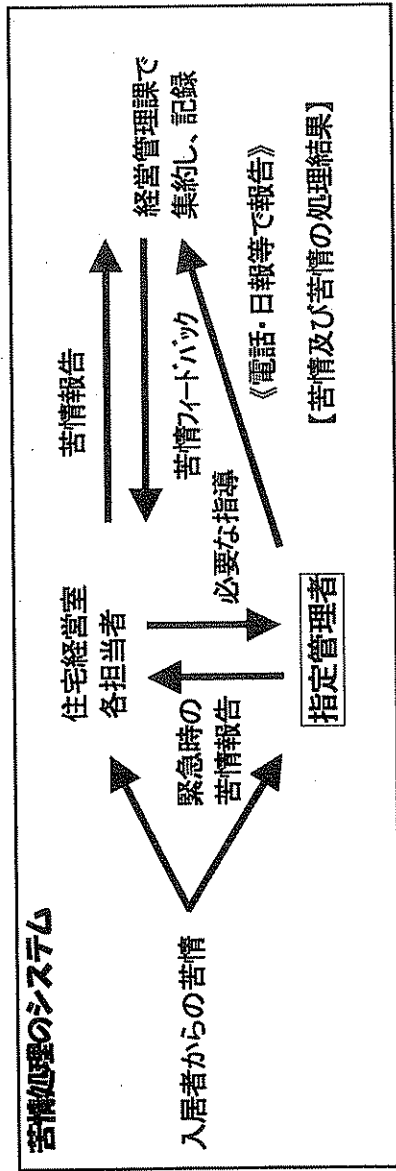 苦情処理のシステム
入居者からの苦情
住宅経営室
各担当者
緊急時の
苦情報告
必要な指導
指定管理者
苦情報告
苦情フィードバック
経営管理課で
集約し、記録
《電話・日報等で報告》
【苦情及び苦情の処理結果】